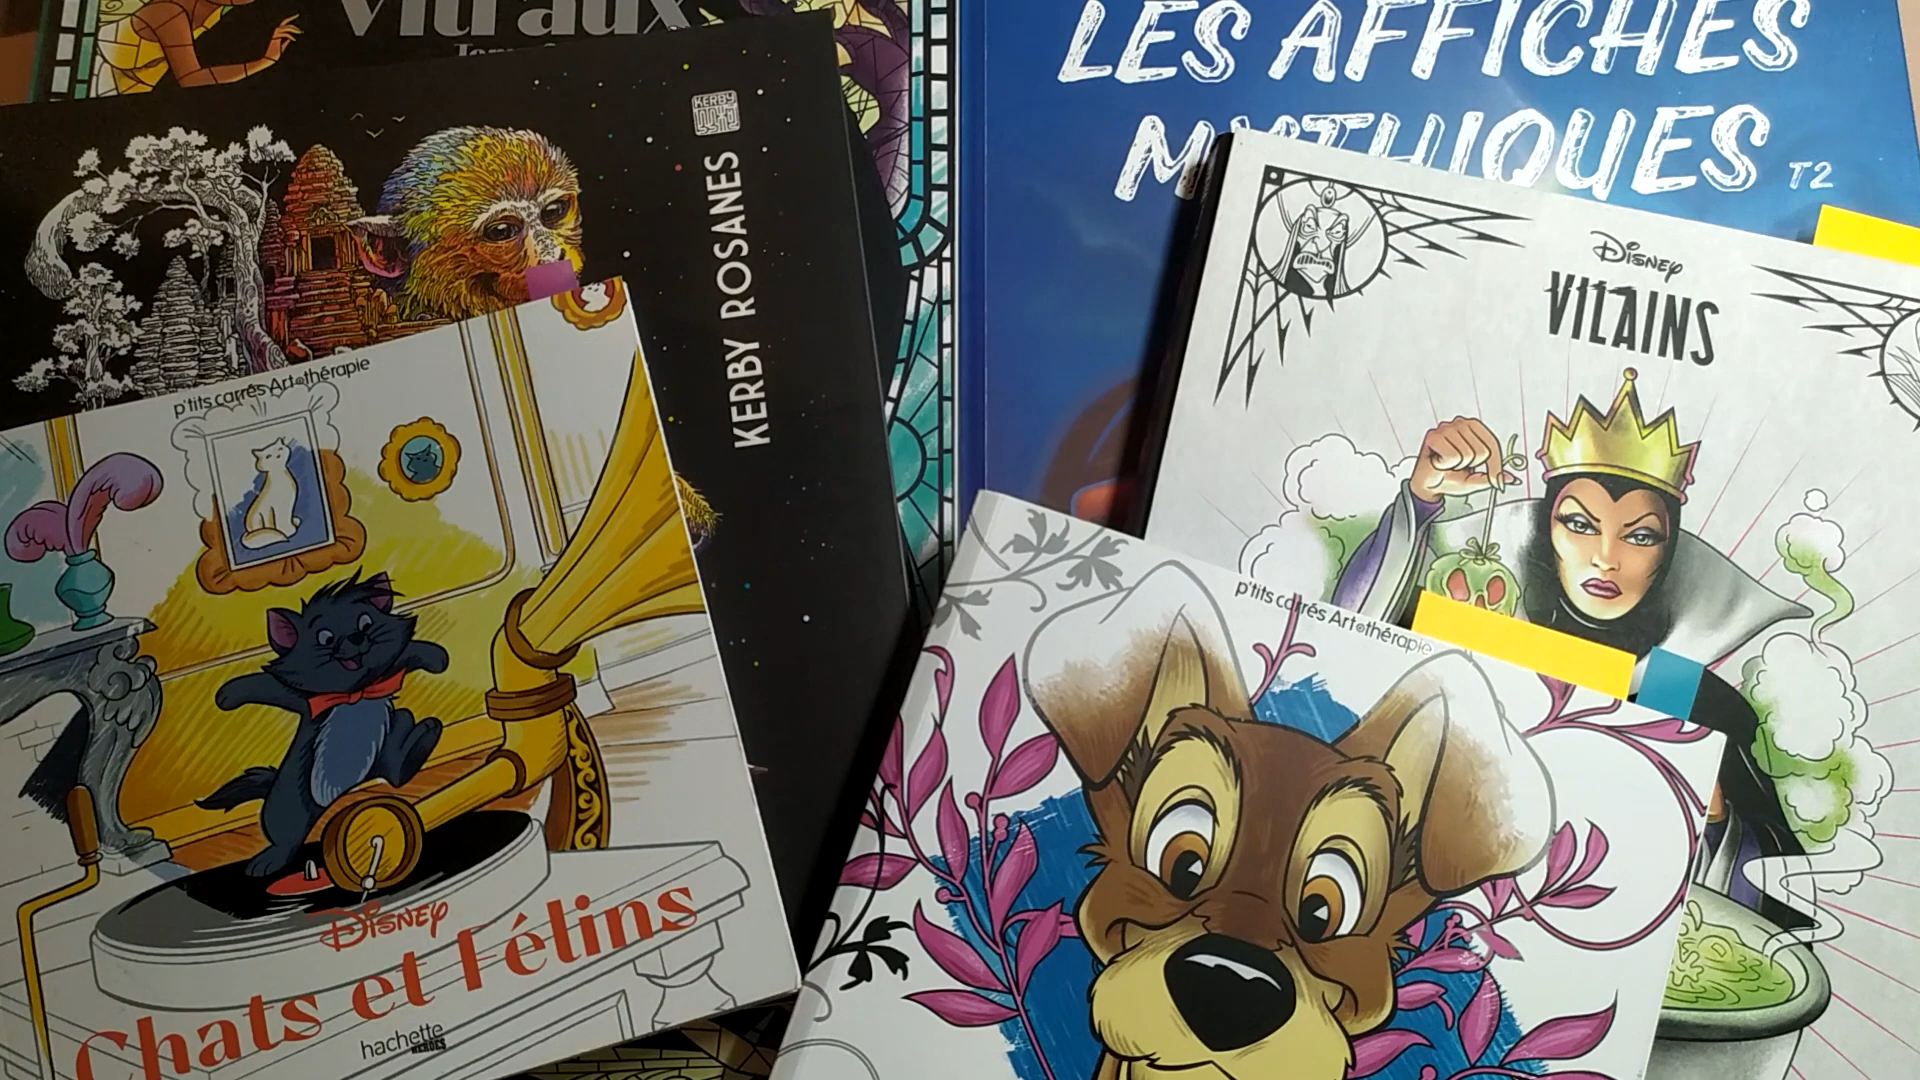 Vitraux
LES AFFICHES
MYTHIQUES T2
KERBY ROSANES
DISNEY
VILAINS
p'tits carrés Art-thérapie
DISNEY
Chats et Félins
hachette
HEROES
p'tits carrés Art-thérapie